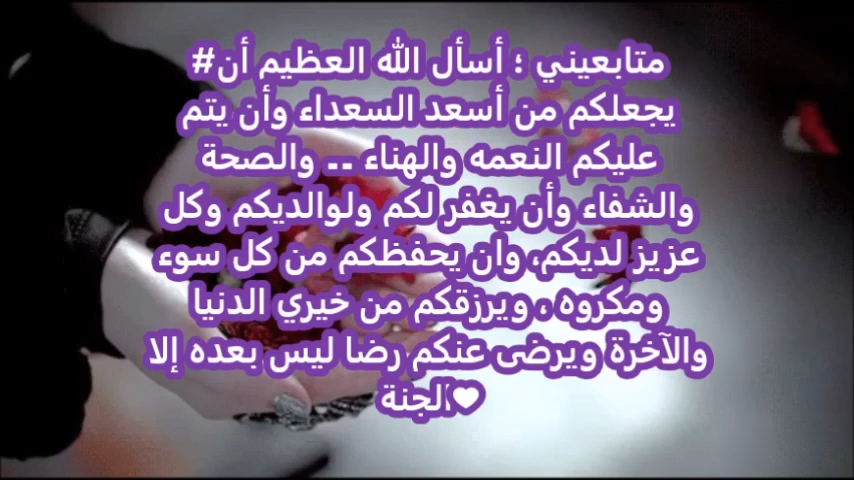 #متابعيني ؛ أسأل الله العظيم أن
يجعلكم من أسعد السعداء وأن يتم
عليكم النعمه والهناء -- والصحة
والشفاء وأن يغفر لكم ولوالديكم وكل
عزيز لديكم، وان يحفظكم من كل سوء
ومكروه ، ويرزقكم من خيري الدنيا
والآخرة ويرضى عنكم رضا ليس بعده إلا
الجنة♥